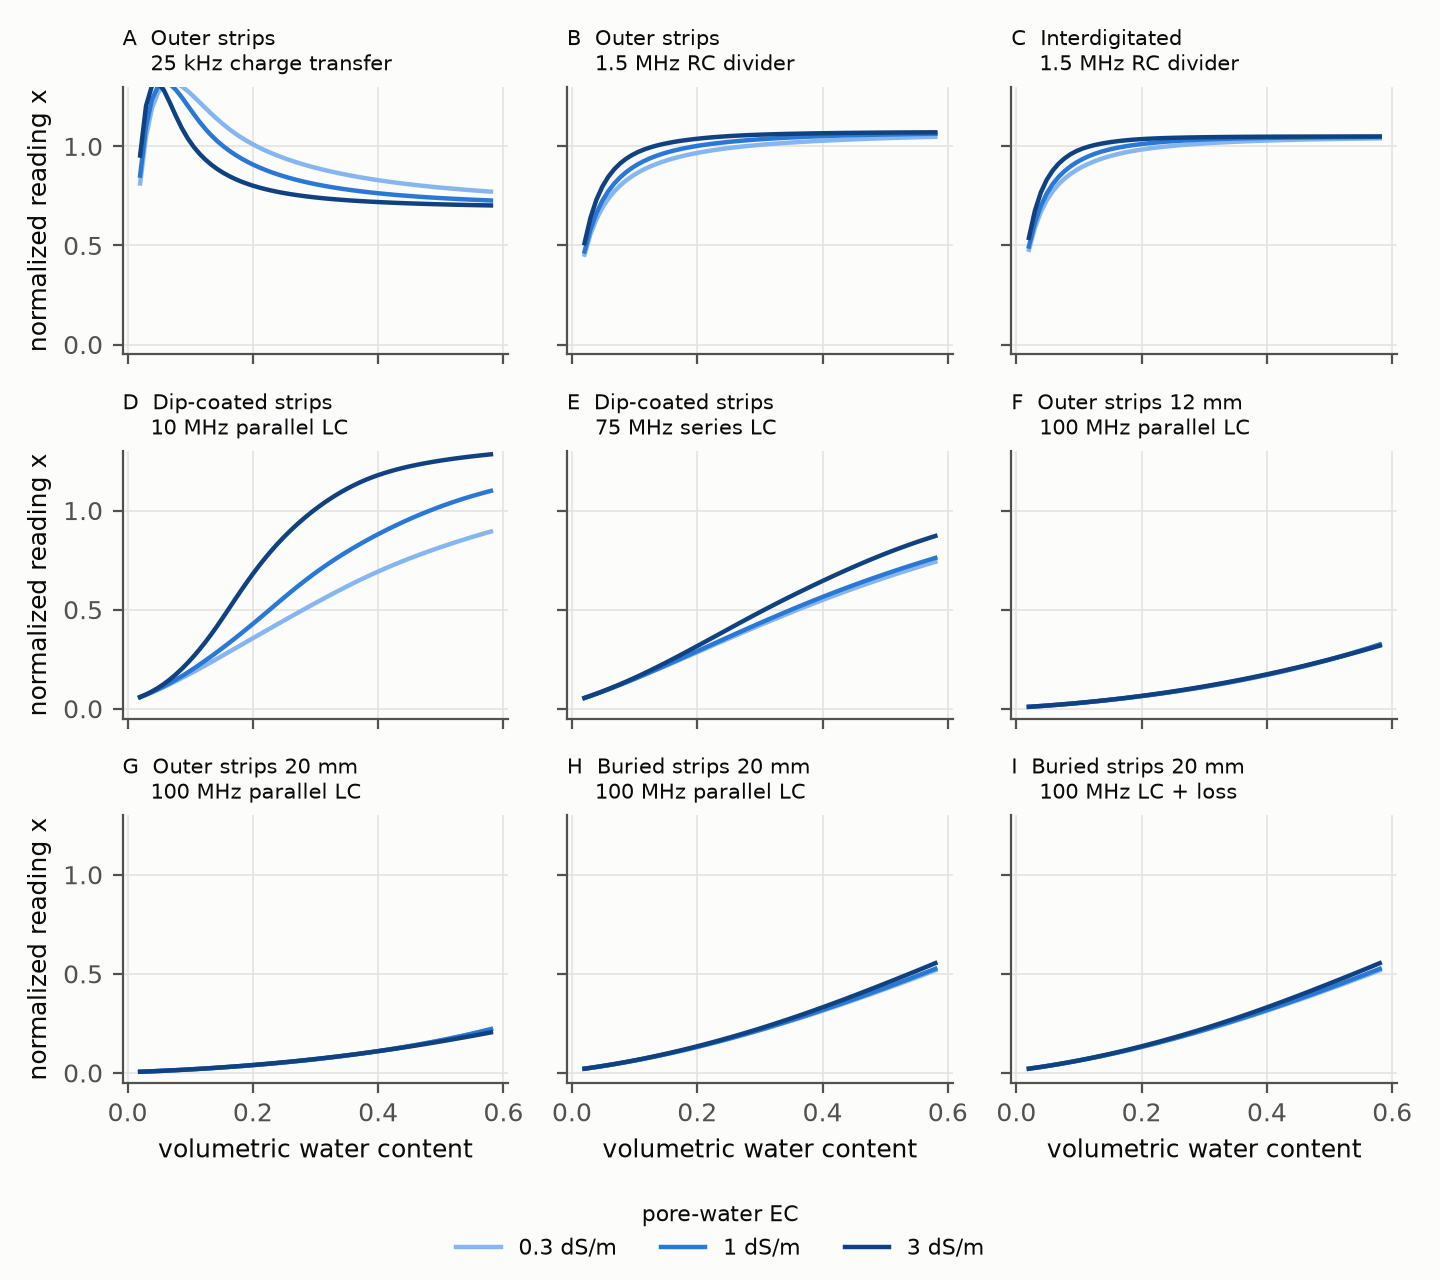 A Outer strips
25 kHz charge transfer
B Outer strips
1.5 MHz RC divider
C Interdigitated
1.5 MHz RC divider
normalized reading x
1.0
0.5
0.0
D Dip-coated strips
10 MHz parallel LC
E Dip-coated strips
75 MHz series LC
F Outer strips 12 mm
100 MHz parallel LC
normalized reading x
1.0
0.5
0.0
G Outer strips 20 mm
100 MHz parallel LC
H Buried strips 20 mm
100 MHz parallel LC
I Buried strips 20 mm
100 MHz LC + loss
normalized reading x
1.0
0.5
0.0
0.0 0.2 0.4 0.6
0.0 0.2 0.4 0.6
0.0 0.2 0.4 0.6
volumetric water content
volumetric water content
volumetric water content
pore-water EC
0.3 dS/m
1 dS/m
3 dS/m